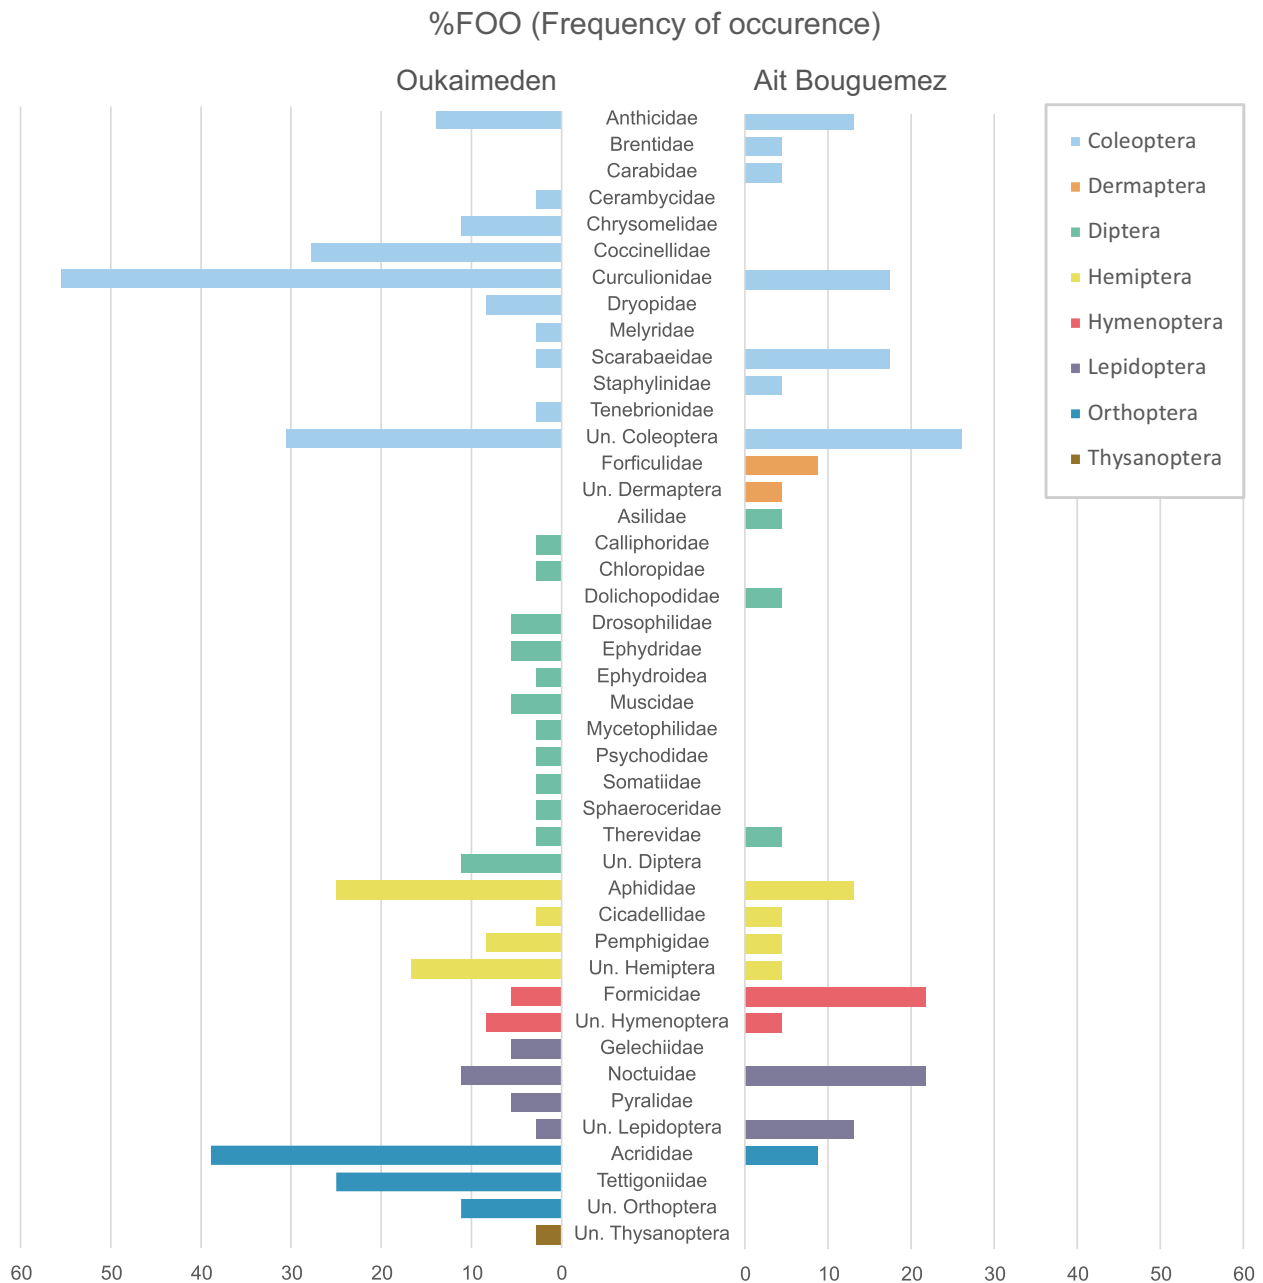 %FOO (Frequency of occurence)
Oukaimeden
Ait Bouguemez
Anthicidae
Brentidae
Carabidae
Cerambycidae
Chrysomelidae
Coccinellidae
Curculionidae
Dryopidae
Melyridae
Scarabaeidae
Staphylinidae
Tenebrionidae
Un. Coleoptera
Forficulidae
Un. Dermaptera
Asilidae
Calliphoridae
Chloropidae
Dolichopodidae
Drosophilidae
Ephydridae
Ephydroidea
Muscidae
Mycetophilidae
Psychodidae
Somatiidae
Sphaeroceridae
Therevidae
Un. Diptera
Aphididae
Cicadellidae
Pemphigidae
Un. Hemiptera
Formicidae
Un. Hymenoptera
Gelechiidae
Noctuidae
Pyralidae
Un. Lepidoptera
Acrididae
Tettigoniidae
Un. Orthoptera
Un. Thysanoptera
Coleoptera
Dermaptera
Diptera
Hemiptera
Hymenoptera
Lepidoptera
Orthoptera
Thysanoptera
60 50 40 30 20 10 0
0 10 20 30 40 50 60